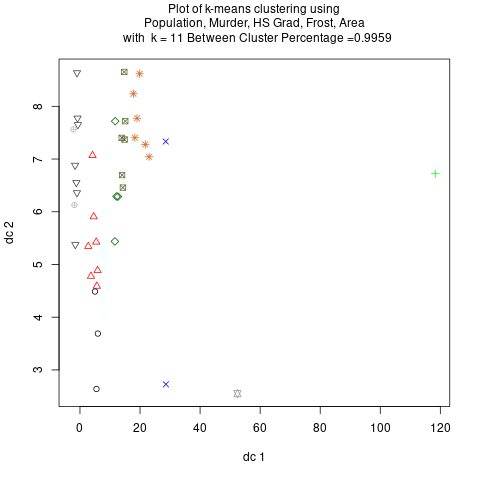 Plot of k-means clustering using
Population, Murder, HS Grad, Frost, Area
with  k = 11 Between Cluster Percentage =0.9959
8
7
6
5
4
3
dc 2
0 20 40 60 80 100 120
dc 1